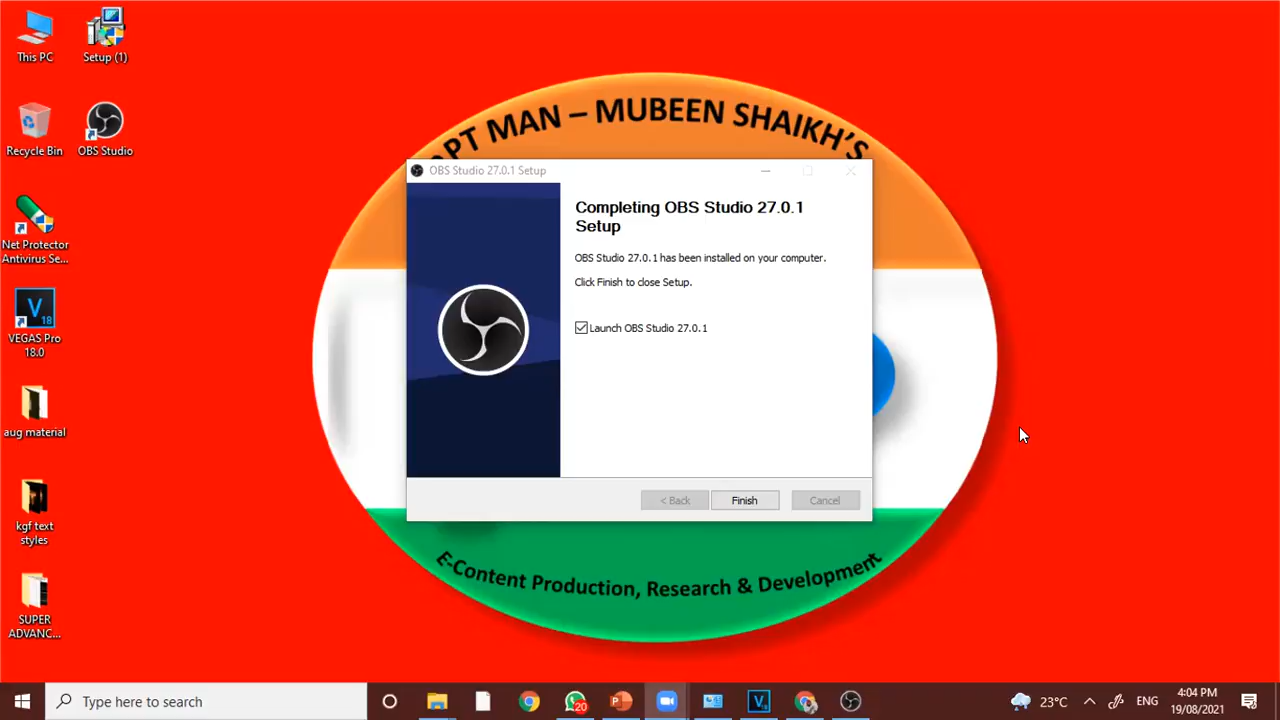 This PC
Setup (1)
Recycle Bin
OBS Studio
Net Protector
Antivirus Se...
VEGAS Pro
18.0
aug material
kgf text
styles
SUPER
ADVANC...
PT MAN – MUBEEN SHAIKH'S
OBS Studio 27.0.1 Setup
Completing OBS Studio 27.0.1
Setup
OBS Studio 27.0.1 has been installed on your computer.
Click Finish to close Setup.
Launch OBS Studio 27.0.1
< Back
Finish
Cancel
E-Content Production, Research & Development
Type here to search
20
23°C
ENG
4:04 PM
19/08/2021